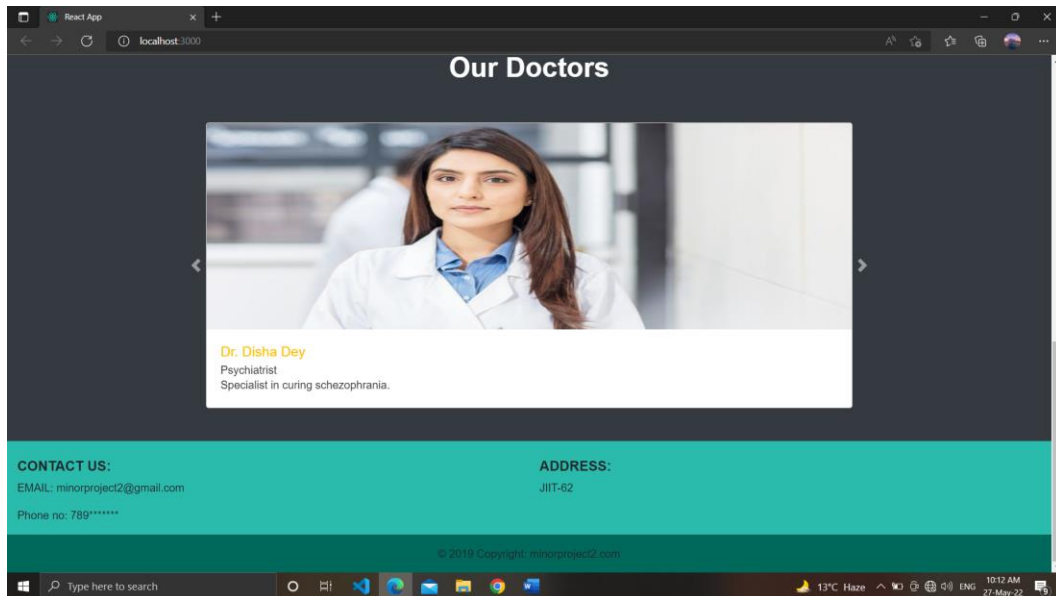 React App
localhost:3000
Our Doctors
Dr. Disha Dey
Psychiatrist
Specialist in curing schezophrania.
CONTACT US:
EMAIL: minorproject2@gmail.com
Phone no: 789*******
ADDRESS:
JIIT-62
© 2019 Copyright: minorproject2.com
Type here to search
13°C Haze
ENG
10:12 AM
27-May-22